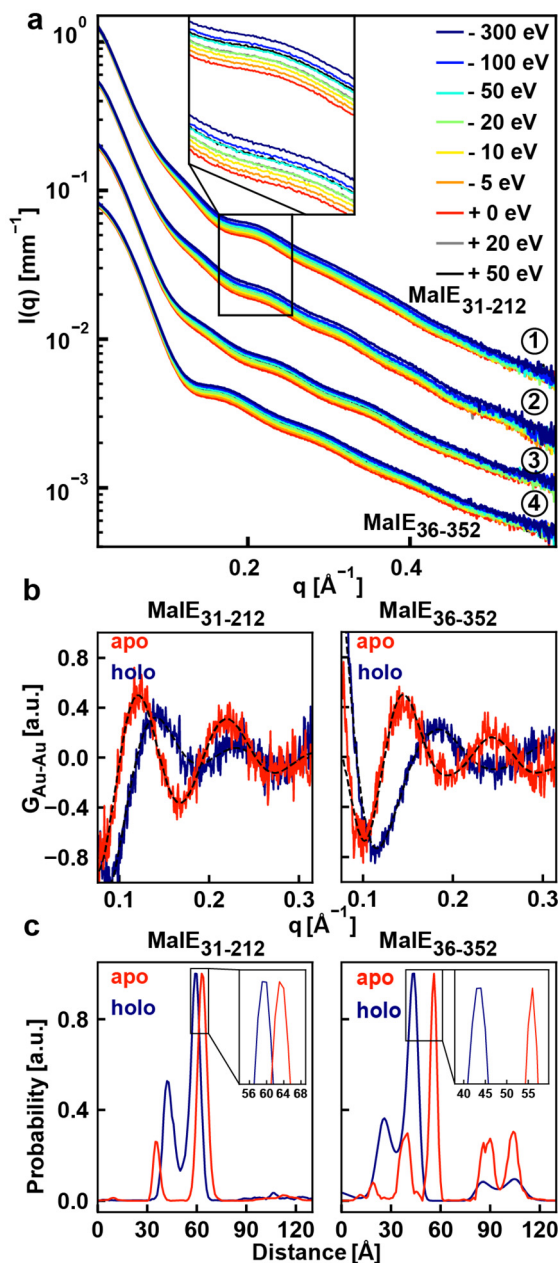 a
10⁰
10⁻¹
10⁻²
10⁻³
I(q) [mm⁻¹]
- 300 eV
- 100 eV
- 50 eV
- 20 eV
- 10 eV
- 5 eV
+ 0 eV
+ 20 eV
+ 50 eV
MalE₃₁₋₂₁₂
①
②
③
④
MalE₃₆₋₃₅₂
0.2 0.4
q [Å⁻¹]
b
MalE₃₁₋₂₁₂ MalE₃₆₋₃₅₂
apo apo
holo holo
G_Au-Au [a.u.]
0.8
0.4
0.0
−0.4
−0.8
0.1 0.2 0.3 0.1 0.2 0.3
q [Å⁻¹]
c
MalE₃₁₋₂₁₂ MalE₃₆₋₃₅₂
apo apo
holo holo
56 60 64 68 40 45 50 55
Probability [a.u.]
0.8
0.4
0.0
0 30 60 90 120 0 30 60 90 120
Distance [Å]